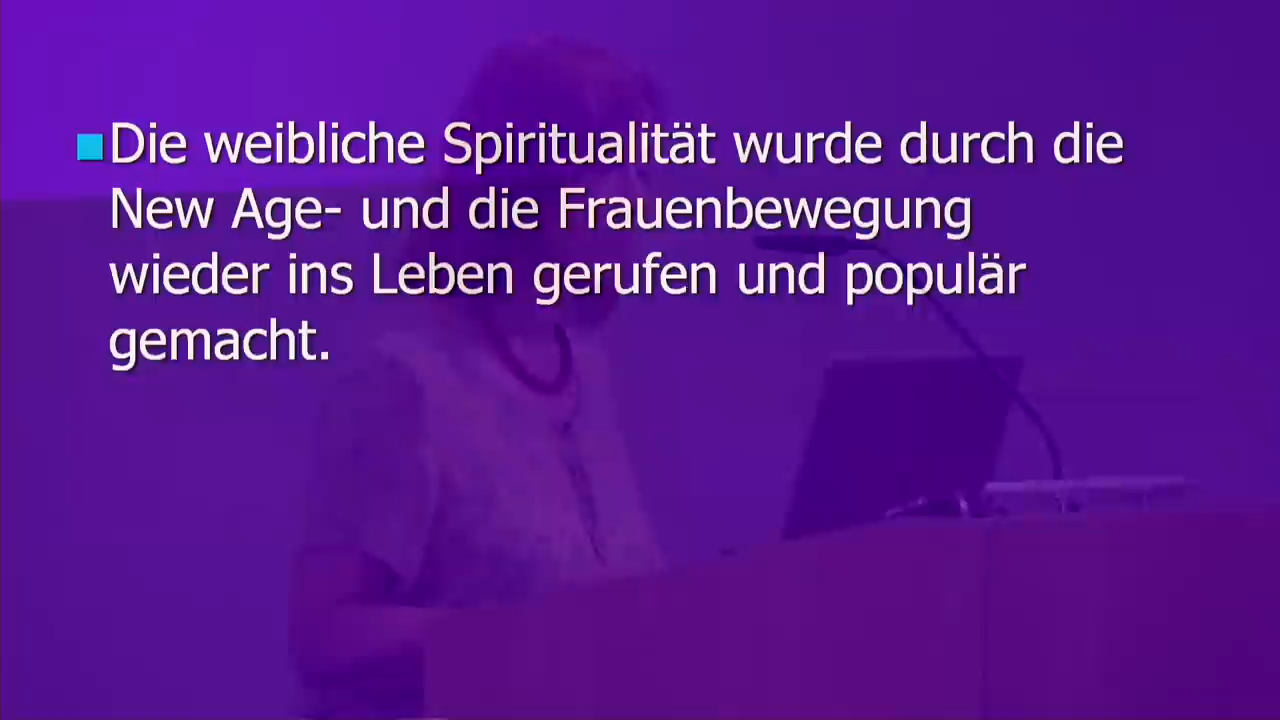 Die weibliche Spiritualität wurde durch die
New Age- und die Frauenbewegung
wieder ins Leben gerufen und populär
gemacht.